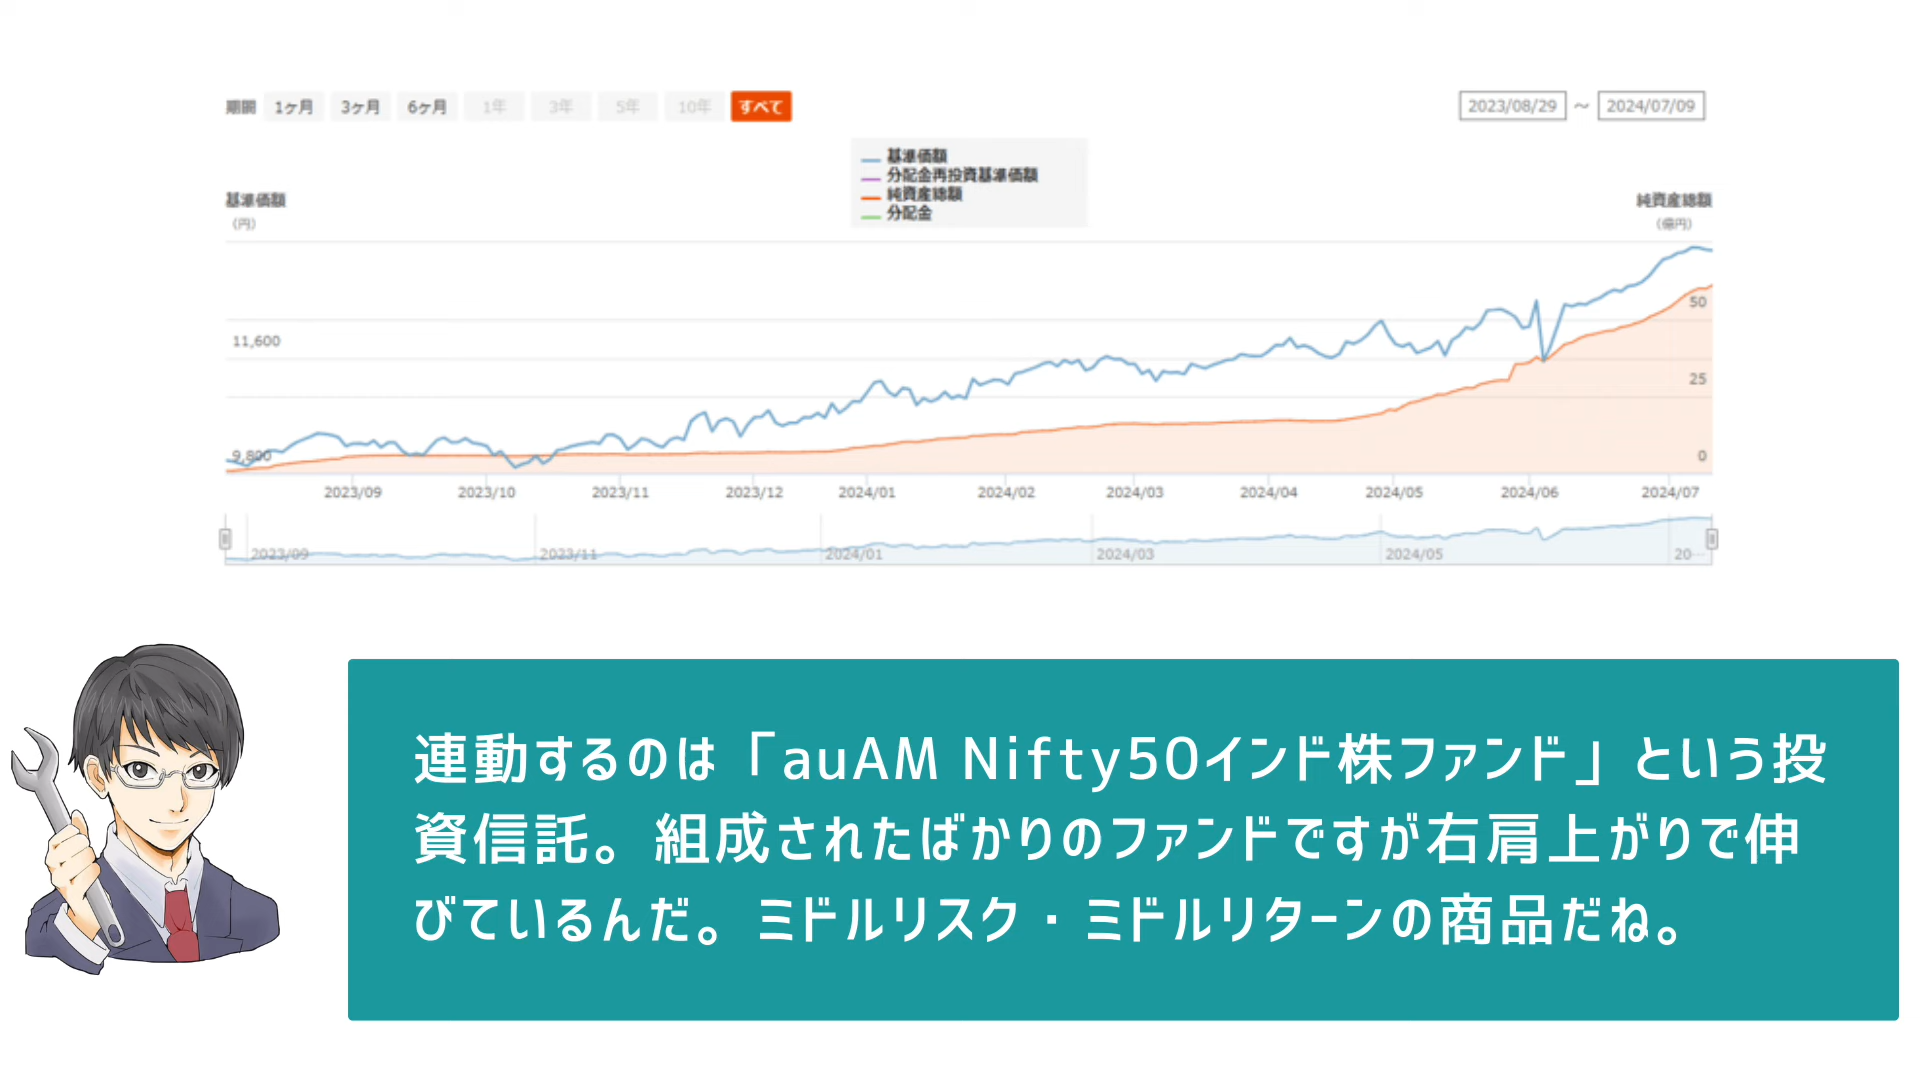 期間 1ヶ月 3ヶ月 6ヶ月 1年 3年 5年 10年 すべて 2023/08/29 ～ 2024/07/09
基準価額
分配金再投資基準価額
純資産総額
分配金
基準価額 純資産総額
（円） （億円）
50
11,600
25
9,800 0
2023/09 2023/10 2023/11 2023/12 2024/01 2024/02 2024/03 2024/04 2024/05 2024/06 2024/07
2023/09 2023/11 2024/01 2024/03 2024/05 20…
連動するのは「auAM Nifty50インド株ファンド」という投
資信託。組成されたばかりのファンドですが右肩上がりで伸
びているんだ。ミドルリスク・ミドルリターンの商品だね。